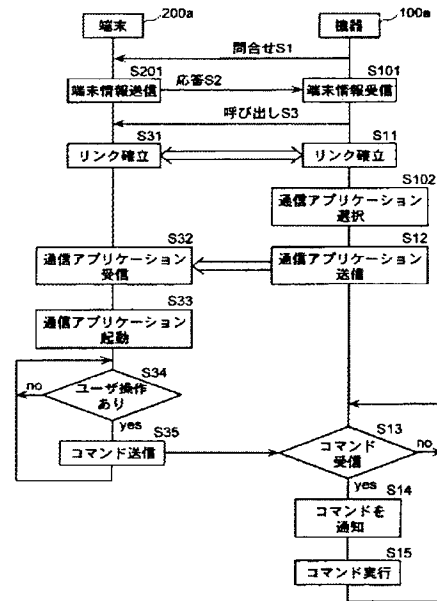 端末
200a
機器
100a
問合せS1
S201
端末情報送信
応答S2
S101
端末情報受信
呼び出しS3
S31
リンク確立
S11
リンク確立
S102
通信アプリケーション
選択
S32
通信アプリケーション
受信
S12
通信アプリケーション
送信
S33
通信アプリケーション
起動
S34
ユーザ操作
あり
no
yes
S35
コマンド送信
S13
コマンド
受信
no
yes
S14
コマンドを
通知
S15
コマンド実行